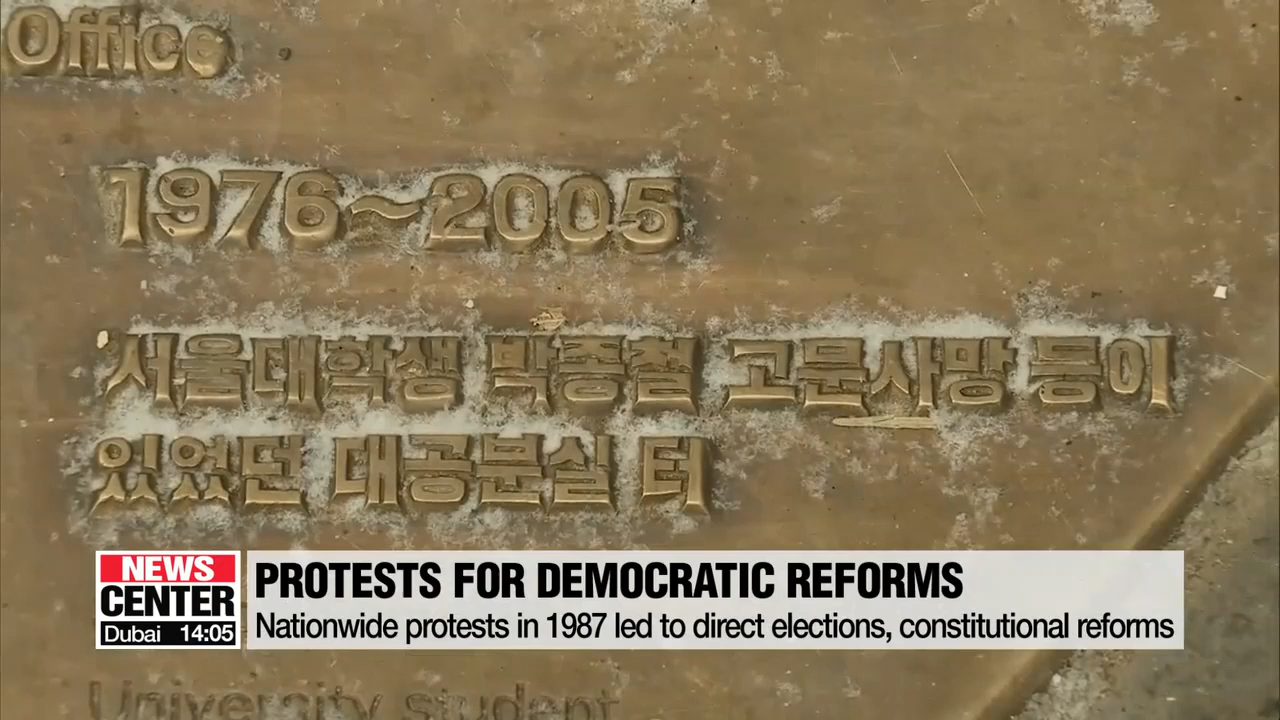 Office
1976~2005
서울대학생 박종철 고문사망 등이
있었던 대공분실 터
NEWS
CENTER
Dubai 14:05
PROTESTS FOR DEMOCRATIC REFORMS
Nationwide protests in 1987 led to direct elections, constitutional reforms
University student